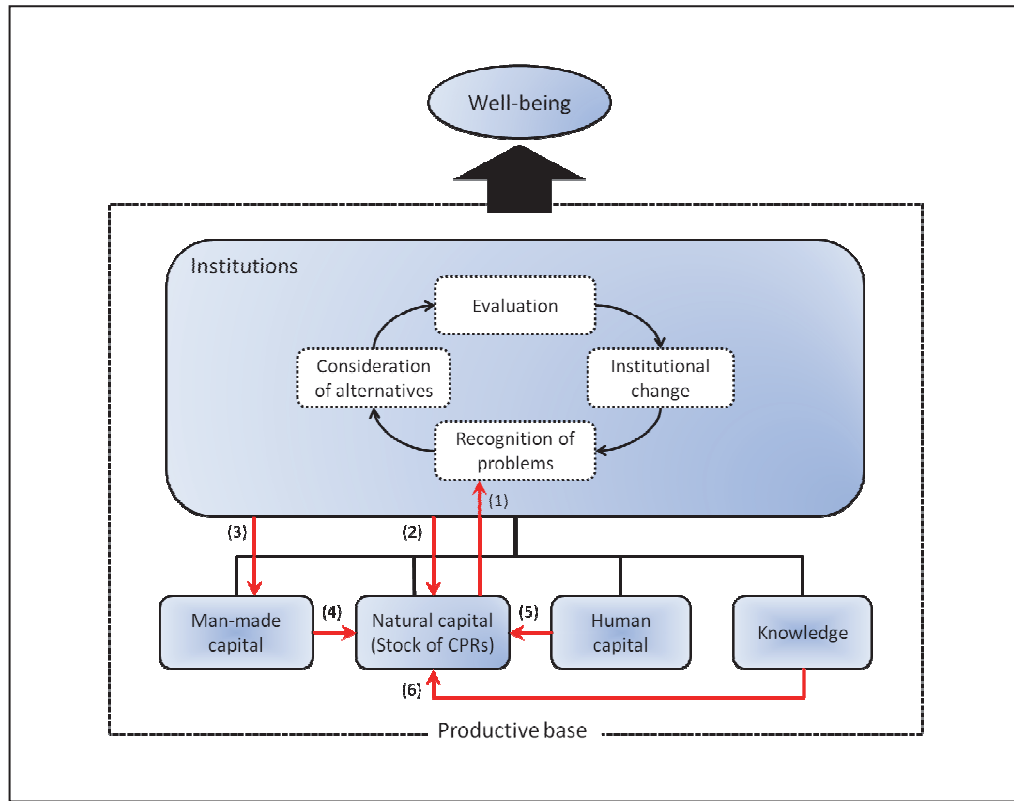 Well-being
Institutions
Evaluation
Consideration
of alternatives
Institutional
change
Recognition of
problems
(1)
(3)
(2)
Man-made
capital
(4)
Natural capital
(Stock of CPRs)
(5)
Human
capital
Knowledge
(6)
Productive base